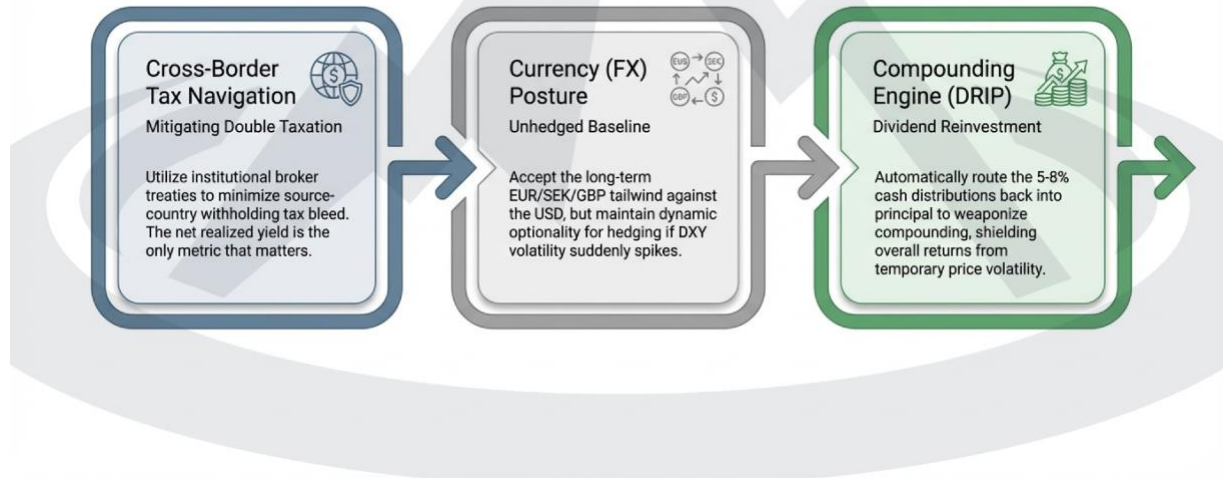 Cross-Border
Tax Navigation
Mitigating Double Taxation
Utilize institutional broker
treaties to minimize source-
country withholding tax bleed.
The net realized yield is the
only metric that matters.
Currency (FX)
Posture
EUS SEK
GBP $
Unhedged Baseline
Accept the long-term
EUR/SEK/GBP tailwind against
the USD, but maintain dynamic
optionality for hedging if DXY
volatility suddenly spikes.
Compounding
Engine (DRIP)
Dividend Reinvestment
Automatically route the 5-8%
cash distributions back into
principal to weaponize
compounding, shielding
overall returns from
temporary price volatility.